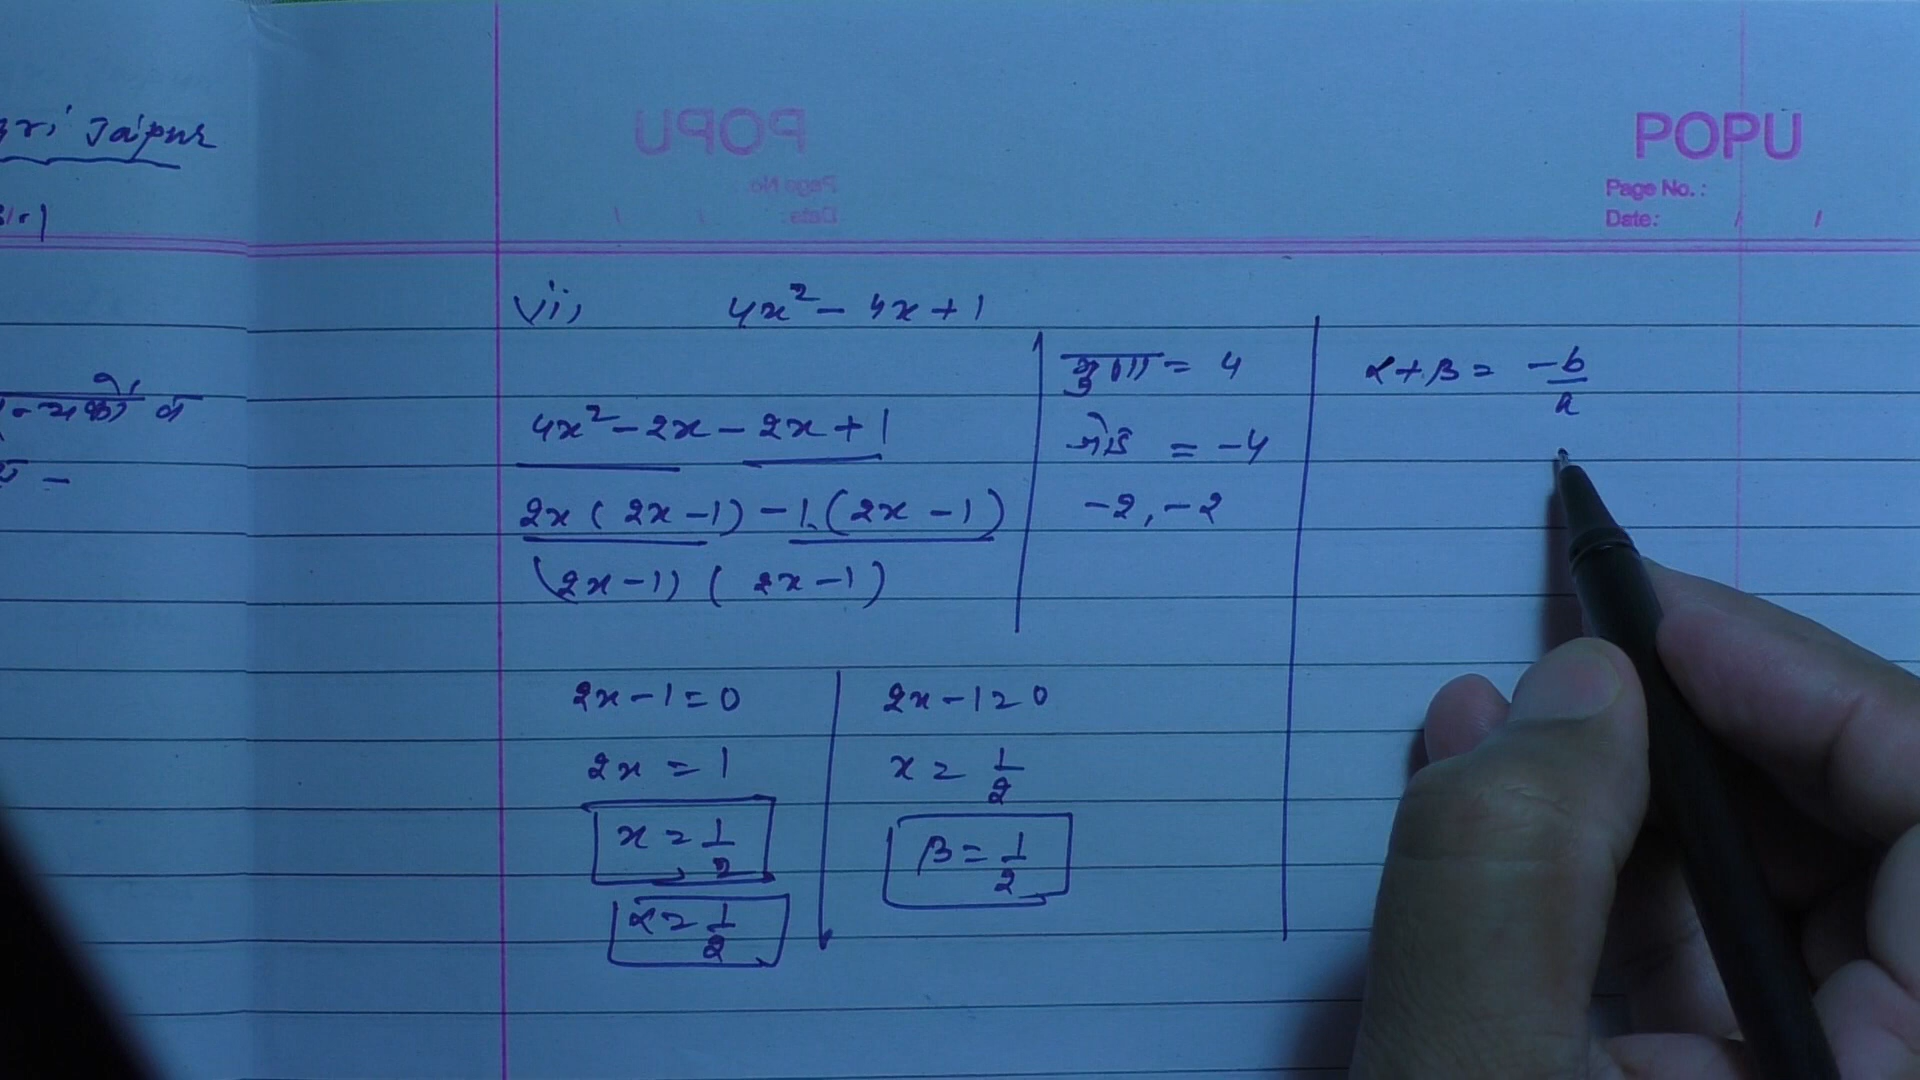 Jaipur
POPU
Page No. :
Date: / /
vii, 4x² - 4x + 1
4x² - 2x - 2x + 1
2x ( 2x - 1) - 1. (2x - 1)
(2x - 1) ( 2x - 1)
गुणा = 4
जोड़ = -4
-2, -2
α + β = -b/a
2x - 1 = 0
2x = 1
x = 1/2
α = 1/2
2x - 1 = 0
x = 1/2
β = 1/2